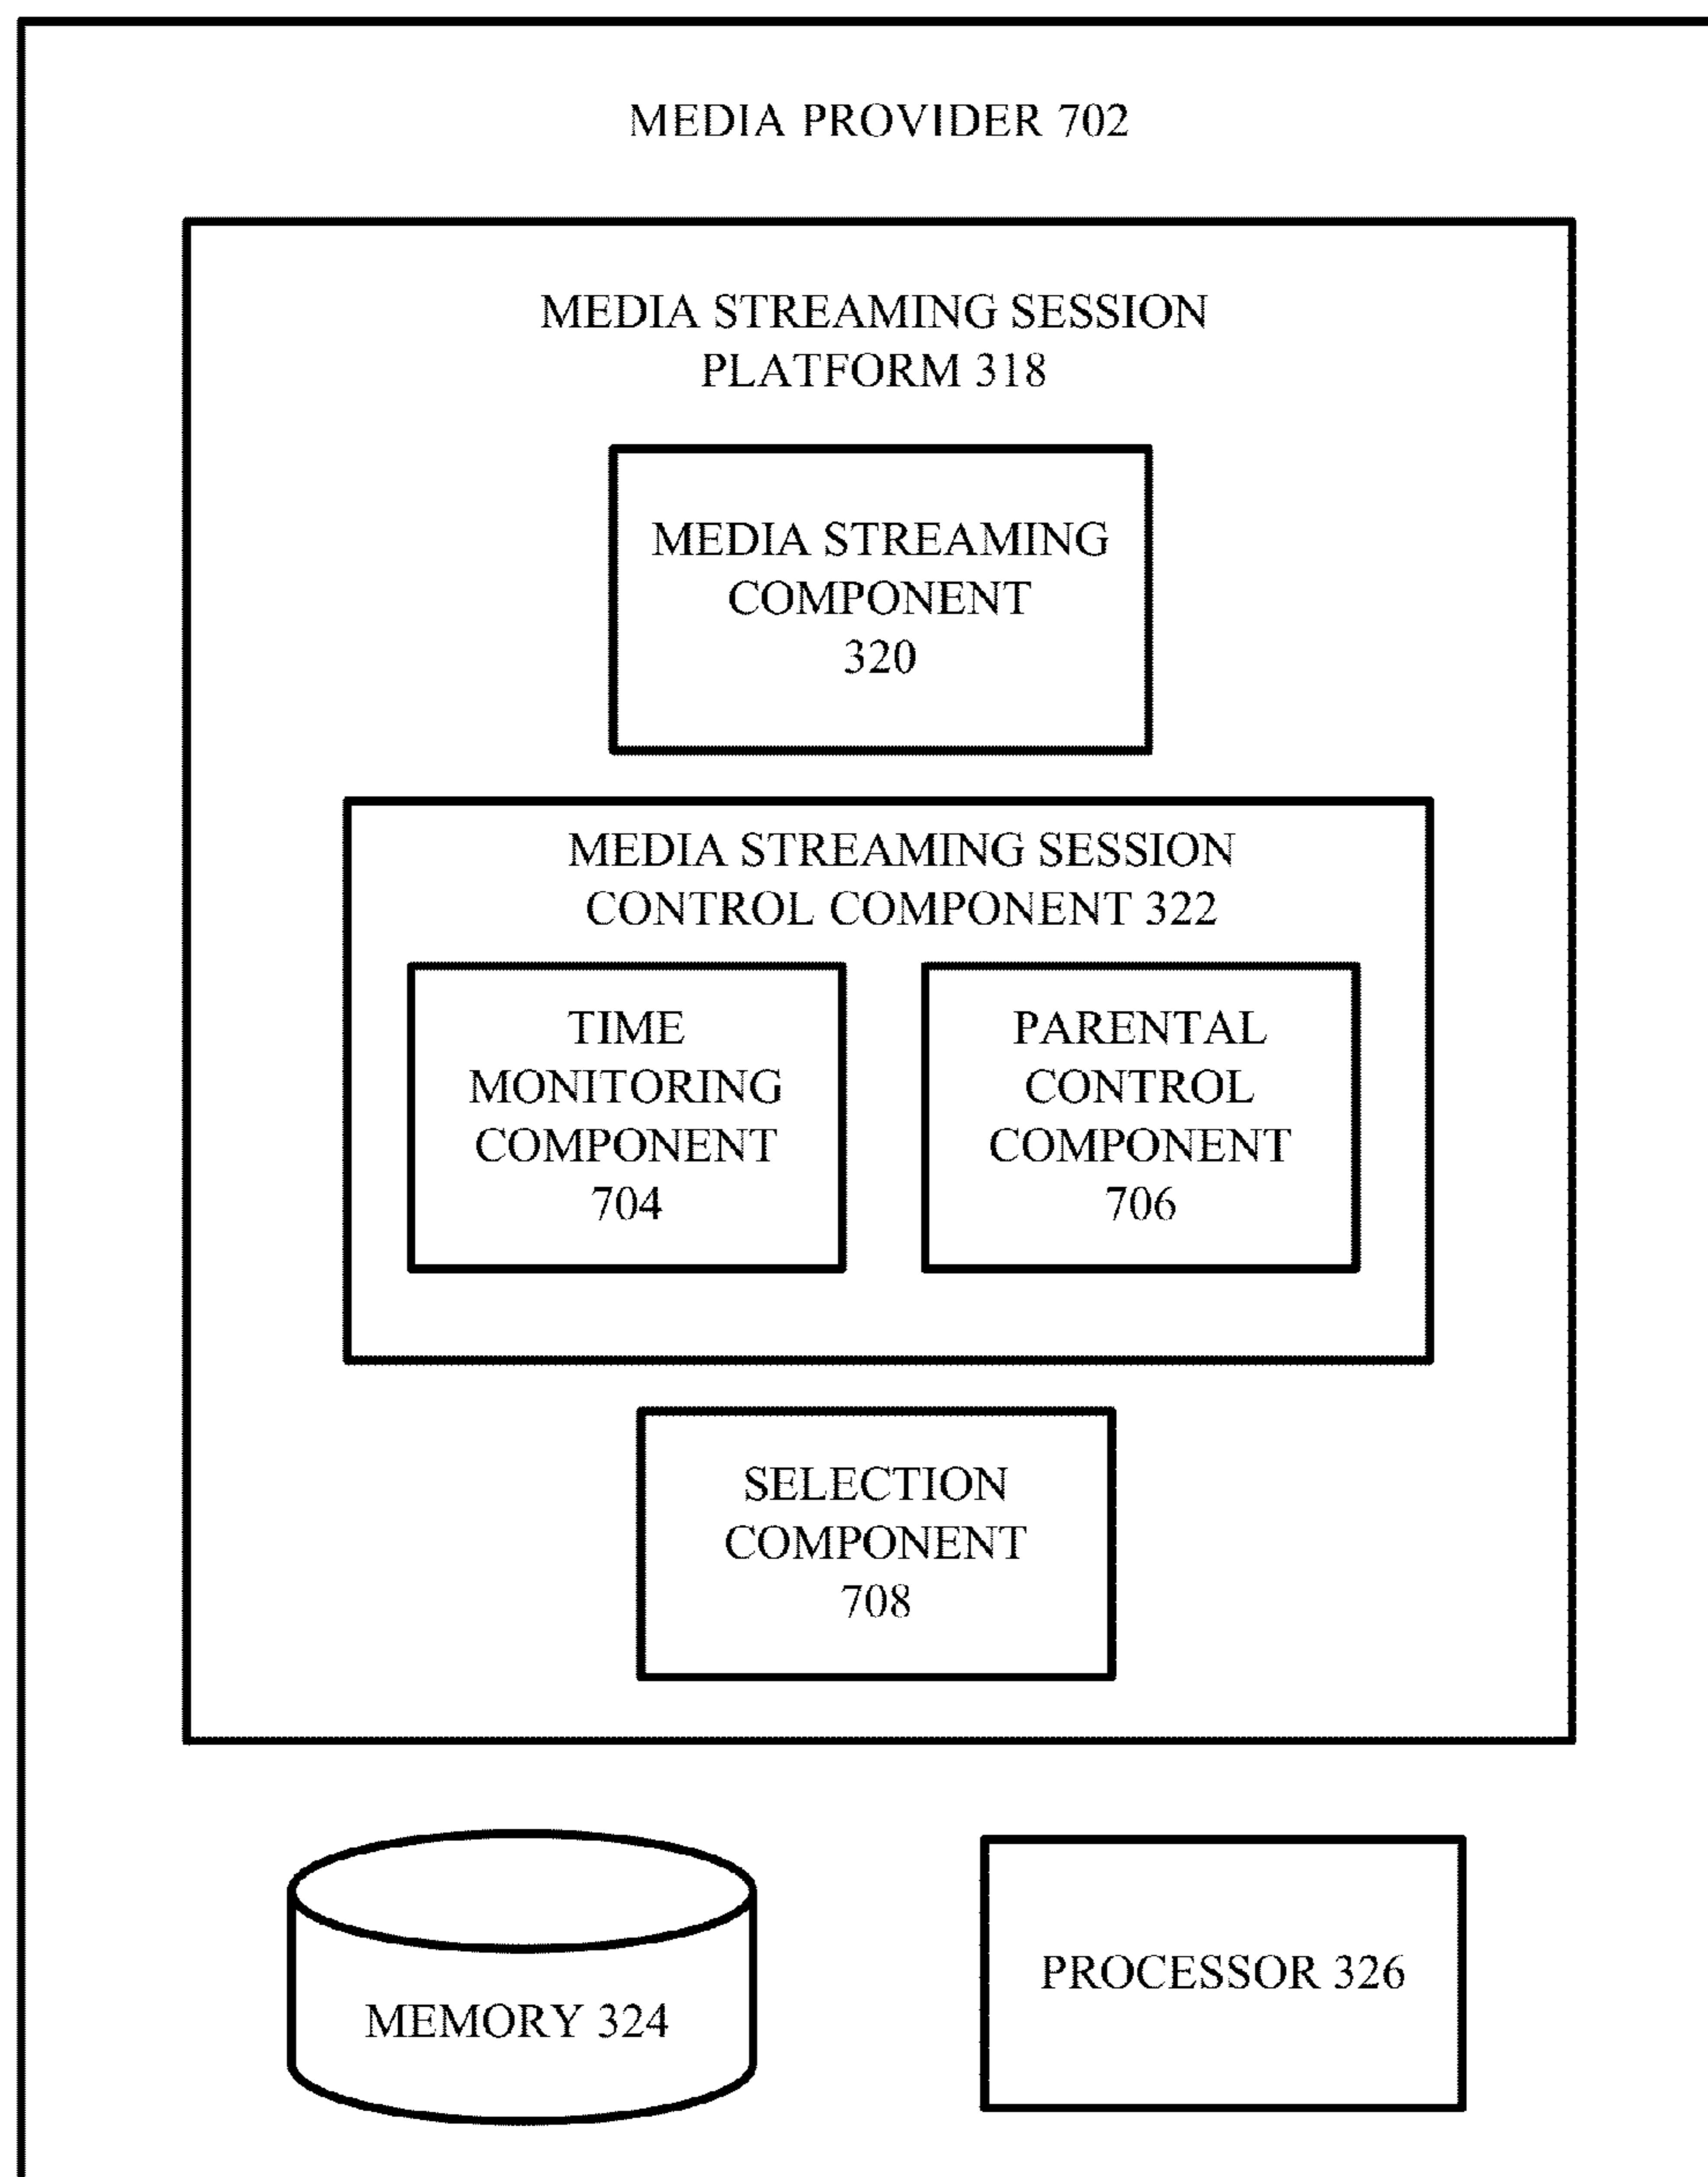 MEDIA PROVIDER 702
MEDIA STREAMING SESSION
PLATFORM 318
MEDIA STREAMING
COMPONENT
320
MEDIA STREAMING SESSION
CONTROL COMPONENT 322
TIME
MONITORING
COMPONENT
704
PARENTAL
CONTROL
COMPONENT
706
SELECTION
COMPONENT
708
MEMORY 324
PROCESSOR 326